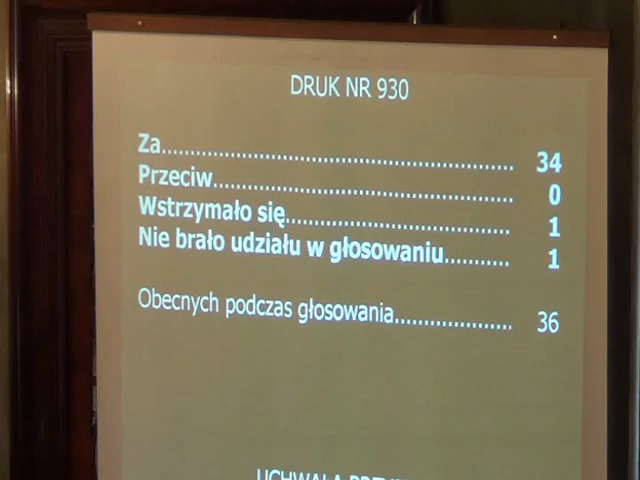 DRUK NR 930
Za.................................................. 34
Przeciw........................................... 0
Wstrzymało się................................ 1
Nie brało udziału w głosowaniu.......... 1
Obecnych podczas głosowania.................... 36
UCHWAŁA